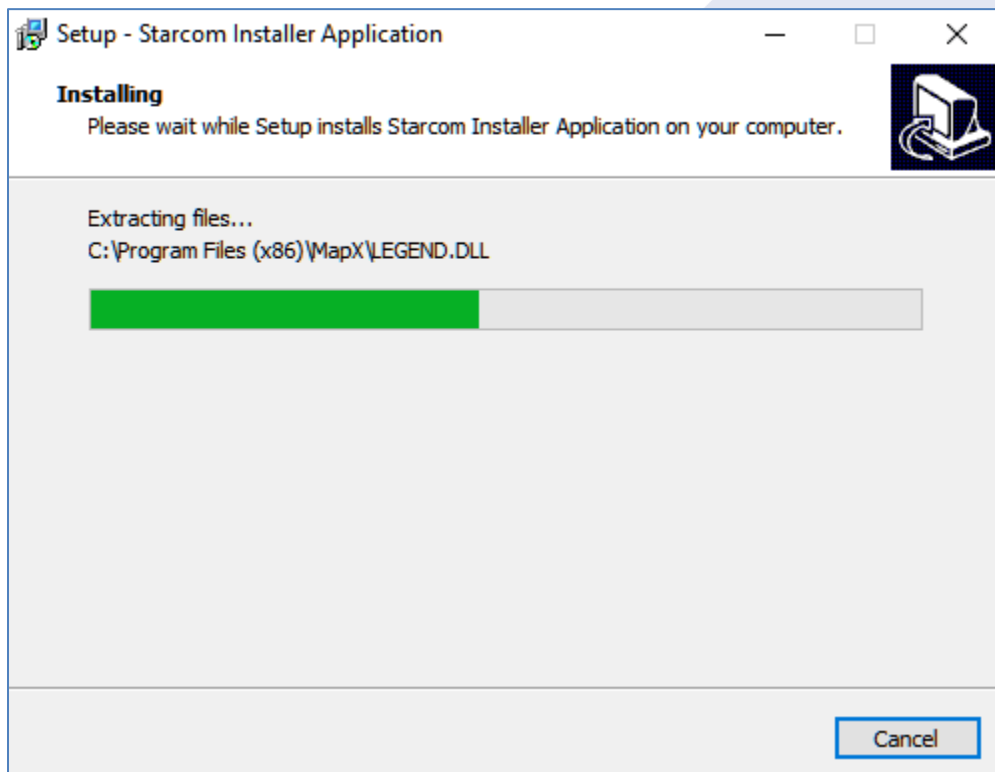 Setup - Starcom Installer Application
Installing
Please wait while Setup installs Starcom Installer Application on your computer.
Extracting files...
C:\Program Files (x86)\MapX\LEGEND.DLL
Cancel